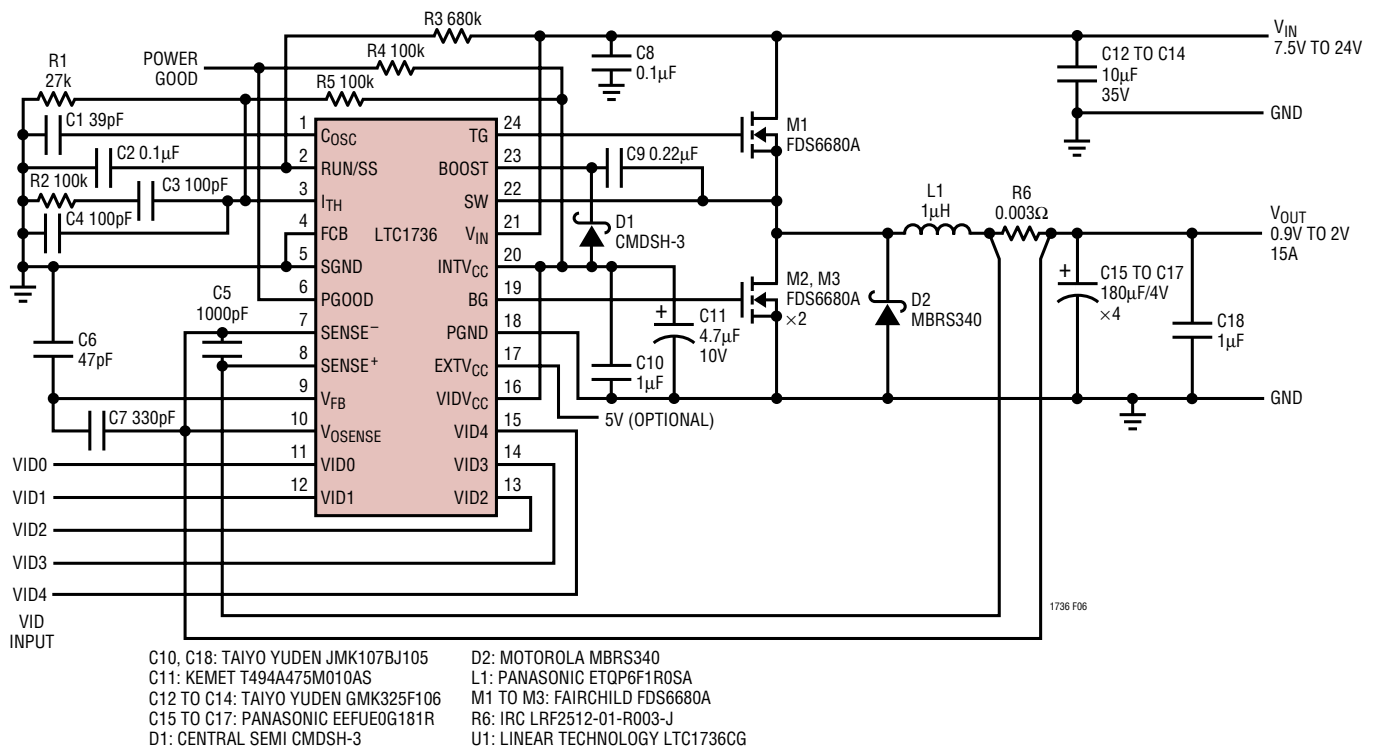 R3 680k
POWER
GOOD
R4 100k
R1
27k
R5 100k
C8
0.1µF
C12 TO C14
10µF
35V
VIN
7.5V TO 24V
GND
C1 39pF
C2 0.1µF
R2 100k
C3 100pF
C4 100pF
C5
1000pF
C6
47pF
C7 330pF
1 COSC
2 RUN/SS
3 ITH
4 FCB
5 SGND
6 PGOOD
7 SENSE–
8 SENSE+
9 VFB
10 VOSENSE
11 VID0
12 VID1
LTC1736
TG 24
BOOST 23
SW 22
VIN 21
INTVCC 20
BG 19
PGND 18
EXTVCC 17
VIDVCC 16
VID4 15
VID3 14
VID2 13
C9 0.22µF
D1
CMDSH-3
M1
FDS6680A
M2, M3
FDS6680A
×2
+
C11
4.7µF
10V
C10
1µF
5V (OPTIONAL)
L1
1µH
R6
0.003Ω
D2
MBRS340
+
C15 TO C17
180µF/4V
×4
C18
1µF
VOUT
0.9V TO 2V
15A
GND
VID0
VID1
VID2
VID3
VID4
VID
INPUT
1736 F06
C10, C18: TAIYO YUDEN JMK107BJ105
C11: KEMET T494A475M010AS
C12 TO C14: TAIYO YUDEN GMK325F106
C15 TO C17: PANASONIC EEFUE0G181R
D1: CENTRAL SEMI CMDSH-3
D2: MOTOROLA MBRS340
L1: PANASONIC ETQP6F1R0SA
M1 TO M3: FAIRCHILD FDS6680A
R6: IRC LRF2512-01-R003-J
U1: LINEAR TECHNOLOGY LTC1736CG